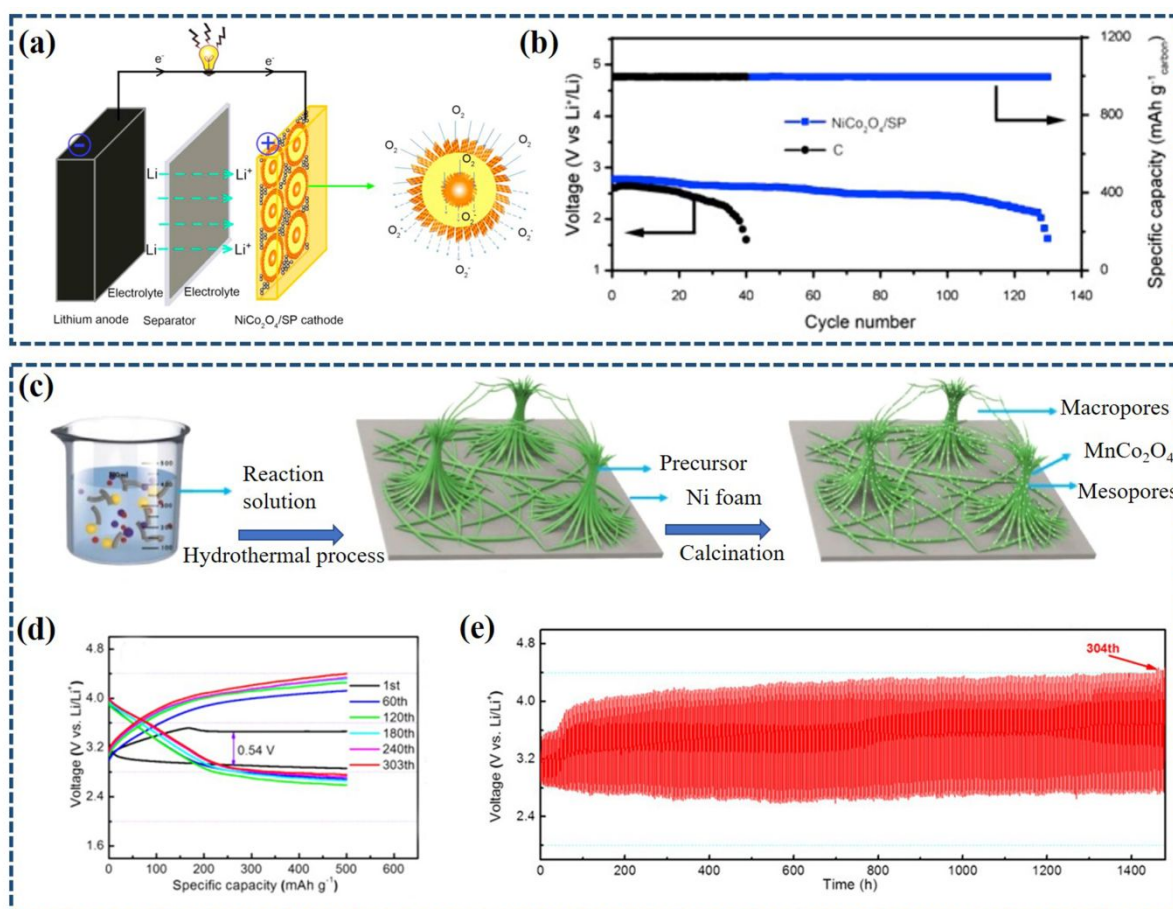 (a)
e⁻
e⁻
O₂
O₂
O₂
O₂
O₂
O₂
O₂⁻
O₂⁻
O₂⁻
O₂⁻
O₂⁻
Li
Li⁺
Li
Li⁺
Electrolyte
Electrolyte
Lithium anode
Separator
NiCo₂O₄/SP cathode
(b)
Voltage (V vs Li⁺/Li)
5
4
3
2
1
1200
1000
800
600
400
200
0
Specific capacity (mAh g⁻¹carbon)
NiCo₂O₄/SP
C
0
20
40
60
80
100
120
140
Cycle number
(c)
Reaction
solution
Hydrothermal process
Precursor
Ni foam
Calcination
Macropores
MnCo₂O₄
Mesopores
(d)
Voltage (V vs. Li/Li⁺)
4.8
4.0
3.2
2.4
1.6
1st
60th
120th
180th
240th
303th
0.54 V
0
100
200
300
400
500
600
Specific capacity (mAh g⁻¹)
(e)
Voltage (V vs. Li/Li⁺)
4.8
4.0
3.2
2.4
304th
0
200
400
600
800
1000
1200
1400
Time (h)